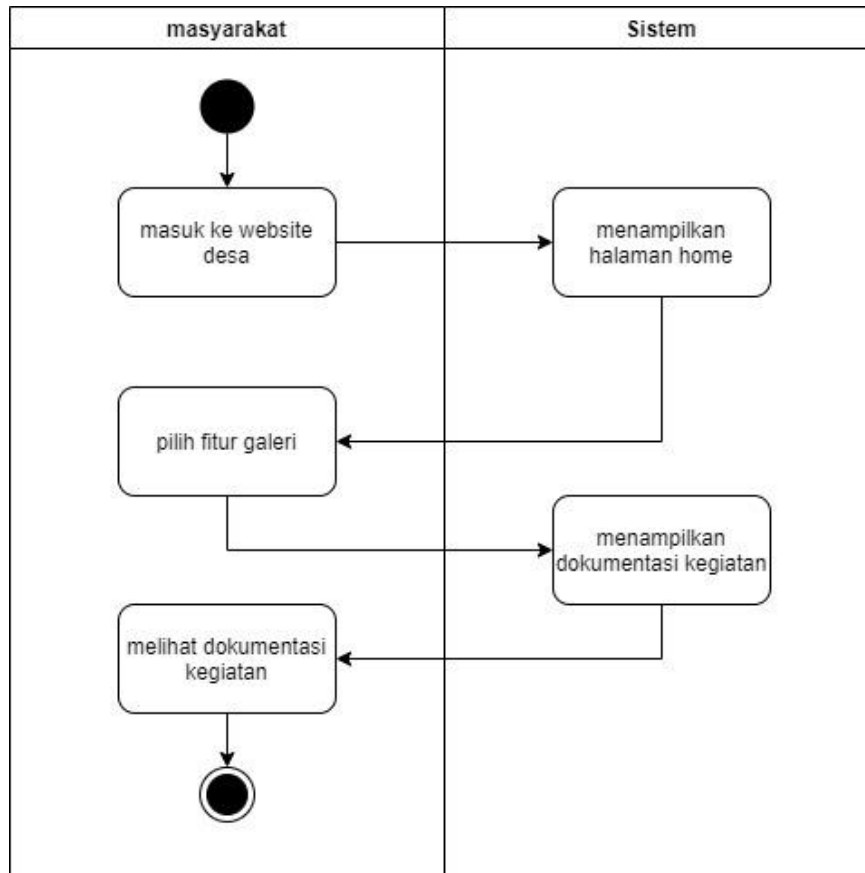 masyarakat
Sistem
masuk ke website
desa
menampilkan
halaman home
pilih fitur galeri
menampilkan
dokumentasi kegiatan
melihat dokumentasi
kegiatan